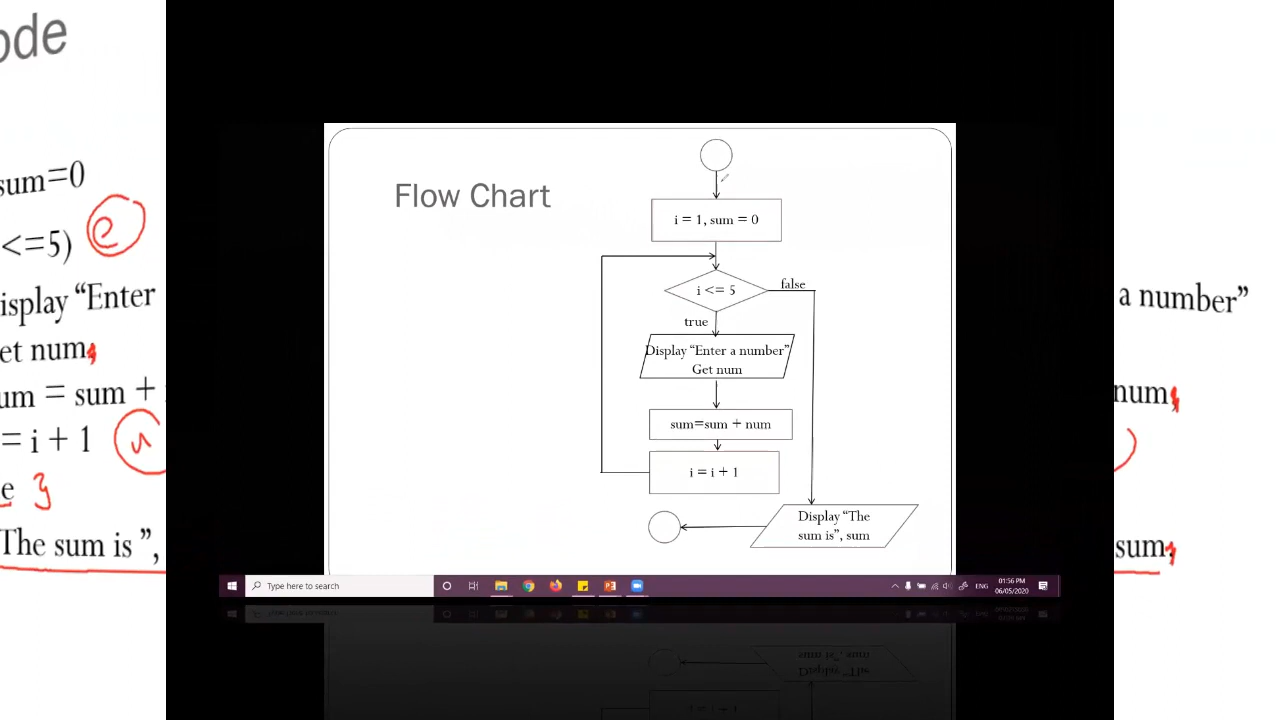 ode
sum=0
<=5) e
isplay “Enter
a number”
et num;
um = sum +
num;
= i + 1 n
e }
The sum is ”,
sum;
Flow Chart
i = 1, sum = 0
i <= 5
false
true
Display “Enter a number”
Get num
sum=sum + num
i = i + 1
Display “The
sum is”, sum
Type here to search
ENG
01:56 PM
06/05/2020